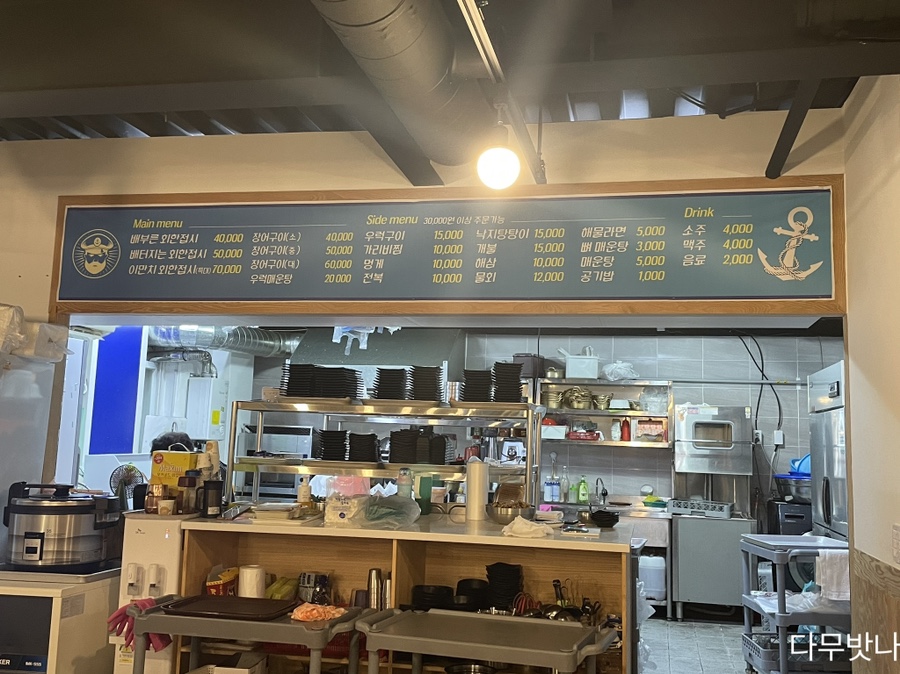 Main menu
배부른 외한접시 40,000
배터지는 외한접시 50,000
이만치 외한접시(특대) 70,000
장어구이(소) 40,000
장어구이(중) 50,000
장어구이(대) 60,000
우럭매운탕 20 000
Side menu 30,000원 이상 주문가능
우럭구이 15,000
가리비찜 10,000
멍게 10,000
전복 10,000
낙지탕탕이 15,000
개불 15,000
해삼 10,000
물회 12,000
해물라면 5,000
뼈 매운탕 3,000
매운탕 5,000
공기밥 1,000
Drink
소주 4,000
맥주 4,000
음료 2,000
다무밧나